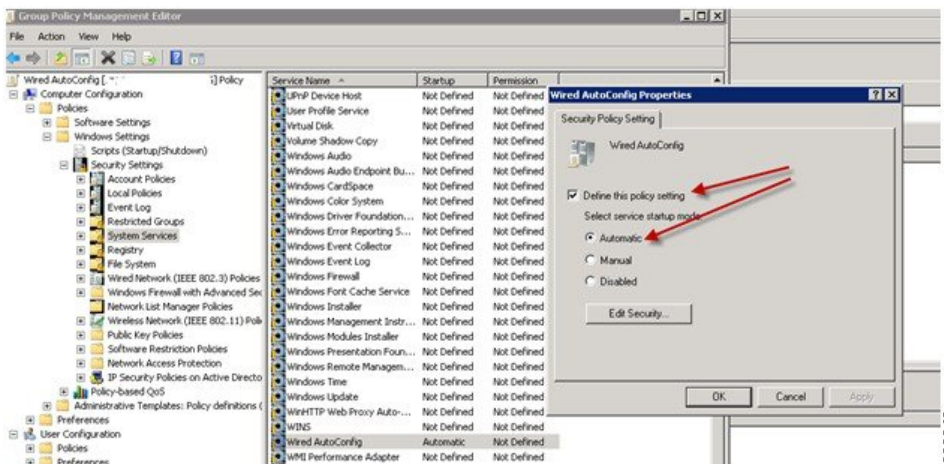 Group Policy Management Editor
File Action View Help
Wired AutoConfig [ ] Policy
Computer Configuration
Policies
Software Settings
Windows Settings
Scripts (Startup/Shutdown)
Security Settings
Account Policies
Local Policies
Event Log
Restricted Groups
System Services
Registry
File System
Wired Network (IEEE 802.3) Policies
Windows Firewall with Advanced Sec
Network List Manager Policies
Wireless Network (IEEE 802.11) Poli
Public Key Policies
Software Restriction Policies
Network Access Protection
IP Security Policies on Active Directo
Policy-based QoS
Administrative Templates: Policy definitions (
Preferences
User Configuration
Policies
Preferences
Service Name Startup Permission
UPnP Device Host Not Defined Not Defined
User Profile Service Not Defined Not Defined
Virtual Disk Not Defined Not Defined
Volume Shadow Copy Not Defined Not Defined
Windows Audio Not Defined Not Defined
Windows Audio Endpoint Bu... Not Defined Not Defined
Windows CardSpace Not Defined Not Defined
Windows Color System Not Defined Not Defined
Windows Driver Foundation... Not Defined Not Defined
Windows Error Reporting S... Not Defined Not Defined
Windows Event Collector Not Defined Not Defined
Windows Event Log Not Defined Not Defined
Windows Firewall Not Defined Not Defined
Windows Font Cache Service Not Defined Not Defined
Windows Installer Not Defined Not Defined
Windows Management Instr... Not Defined Not Defined
Windows Modules Installer Not Defined Not Defined
Windows Presentation Foun... Not Defined Not Defined
Windows Remote Managem... Not Defined Not Defined
Windows Time Not Defined Not Defined
Windows Update Not Defined Not Defined
WinHTTP Web Proxy Auto-... Not Defined Not Defined
WINS Not Defined Not Defined
Wired AutoConfig Automatic Not Defined
WMI Performance Adapter Not Defined Not Defined
Wired AutoConfig Properties
Security Policy Setting
Wired AutoConfig
Define this policy setting
Select service startup mode
Automatic
Manual
Disabled
Edit Security...
OK Cancel Apply